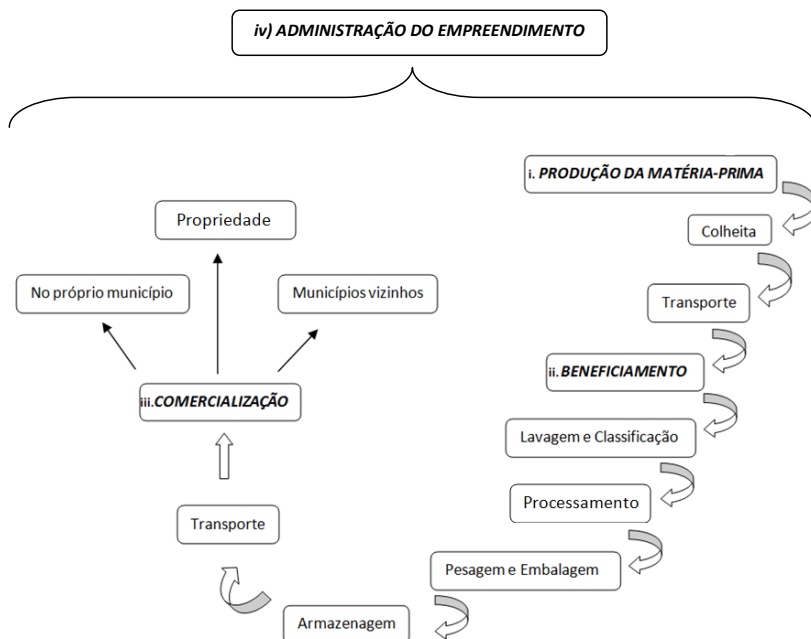 iv) ADMINISTRAÇÃO DO EMPREENDIMENTO
i. PRODUÇÃO DA MATÉRIA-PRIMA
Colheita
Transporte
ii. BENEFICIAMENTO
Lavagem e Classificação
Processamento
Pesagem e Embalagem
Armazenagem
Transporte
iii.COMERCIALIZAÇÃO
No próprio município
Propriedade
Municípios vizinhos